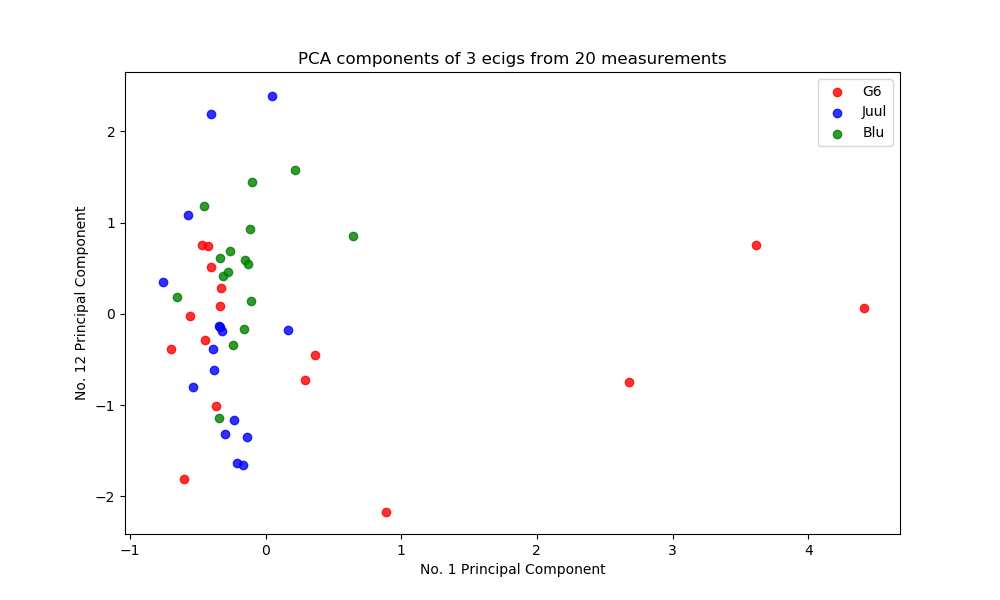 PCA components of 3 ecigs from 20 measurements
G6
Juul
Blu
No. 12 Principal Component
2
1
0
−1
−2
−1
0
1
2
3
4
No. 1 Principal Component